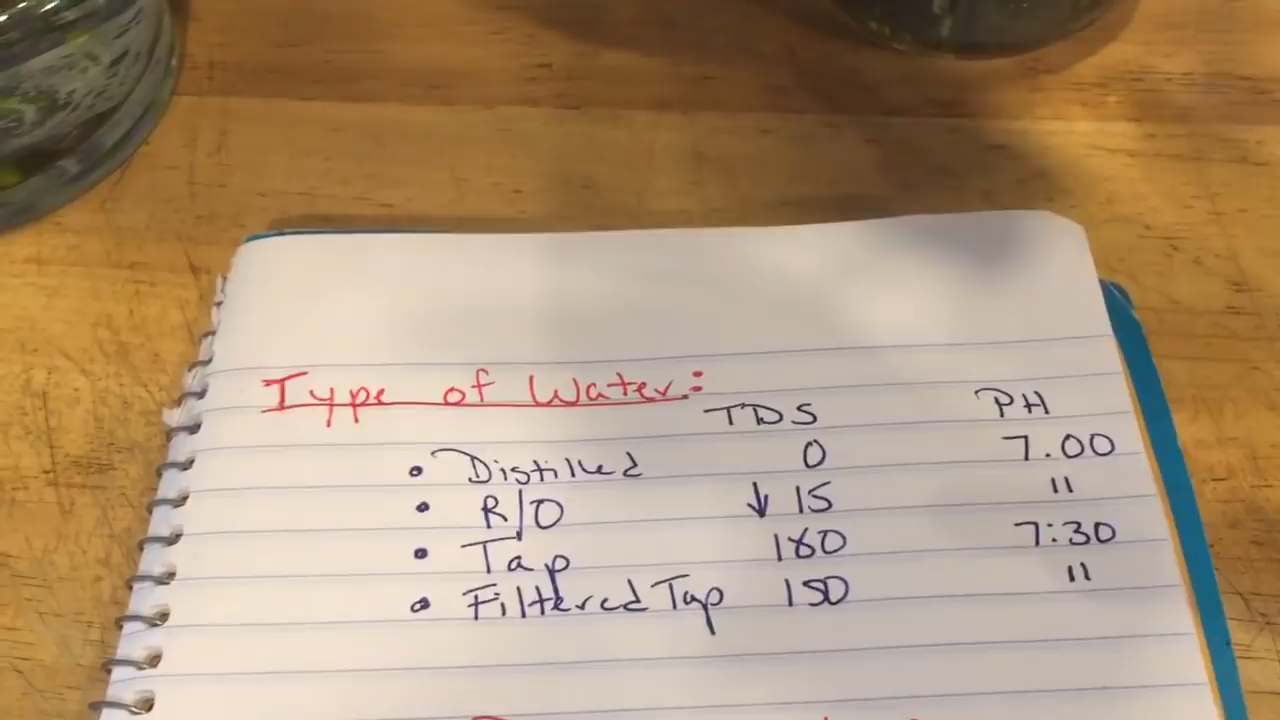 Type of Water:
TDS PH
• Distilled 0 7.00
• R/O ↓ 15 "
• Tap 180 7:30
• Filtered Tap 150 "